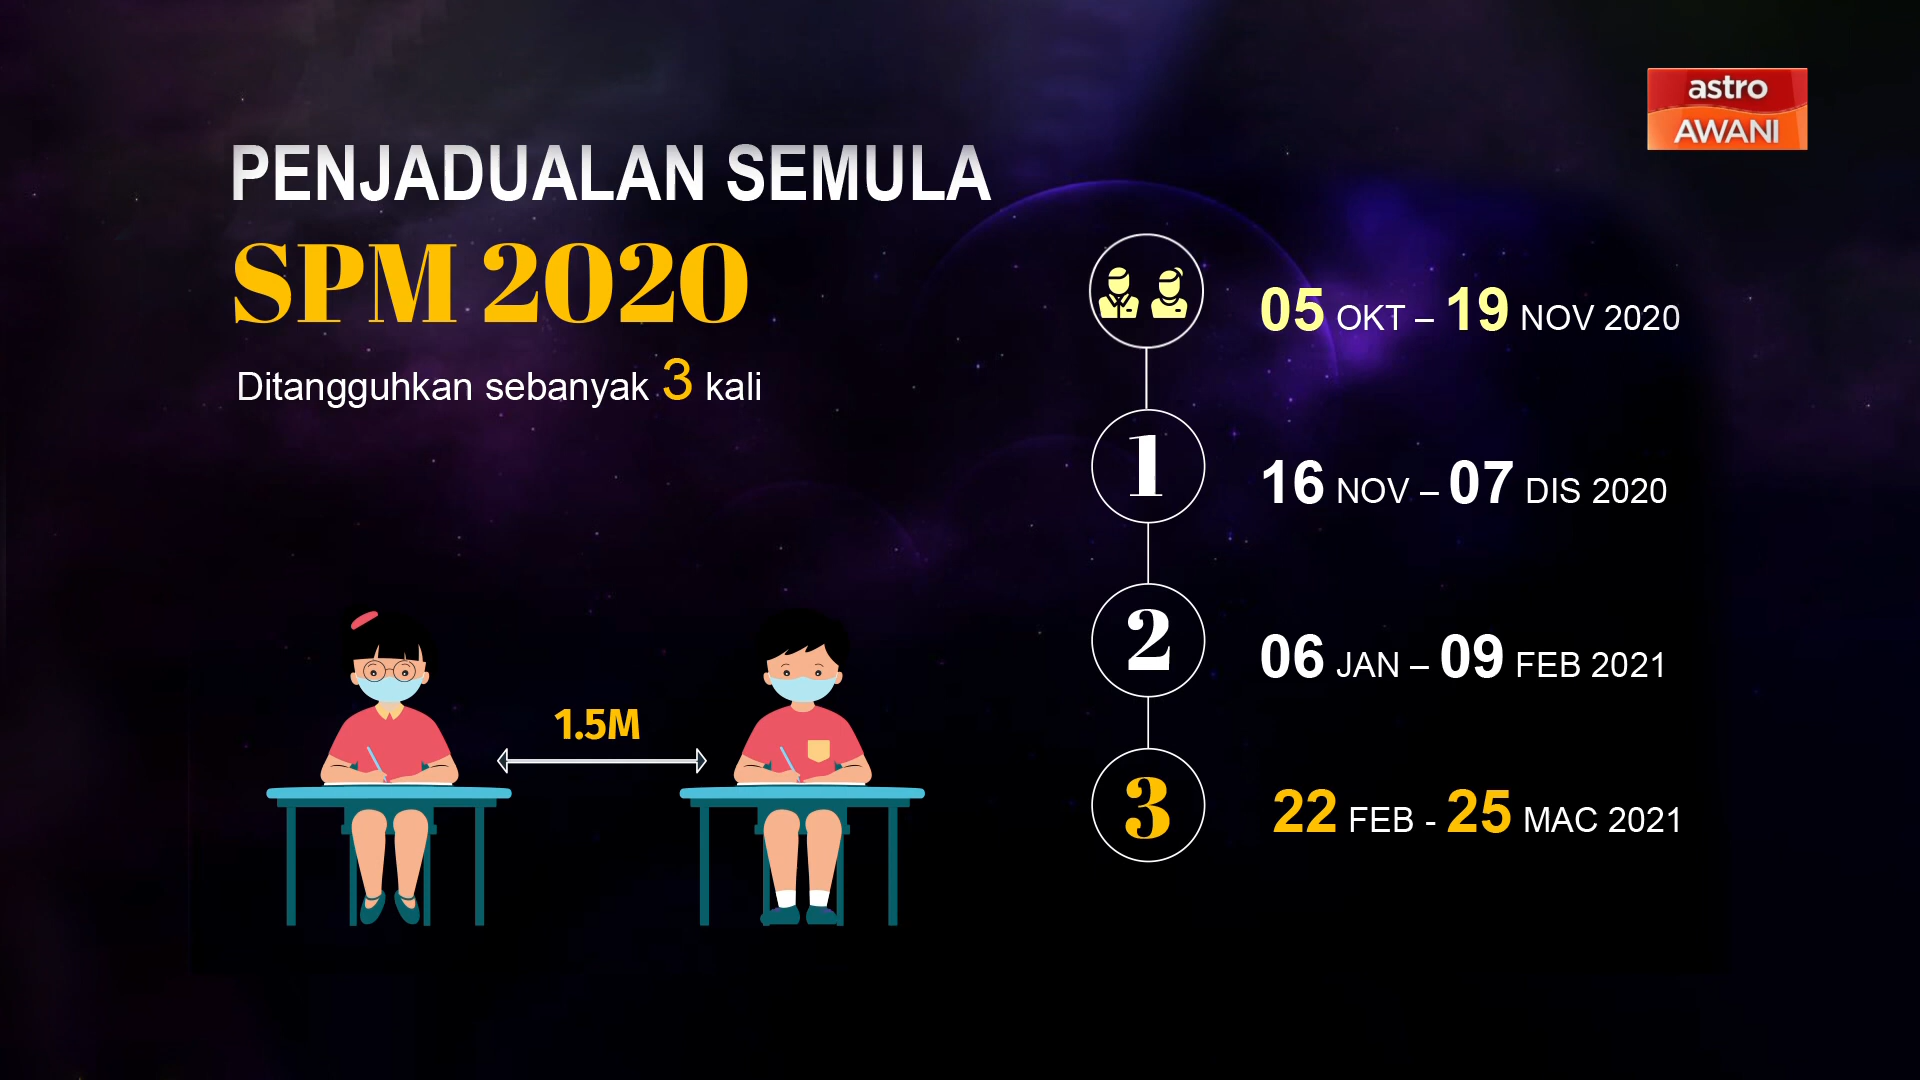 astro
AWANI
PENJADUALAN SEMULA
SPM 2020
Ditangguhkan sebanyak 3 kali
05 OKT – 19 NOV 2020
1
16 NOV – 07 DIS 2020
2
06 JAN – 09 FEB 2021
3
22 FEB - 25 MAC 2021
1.5M